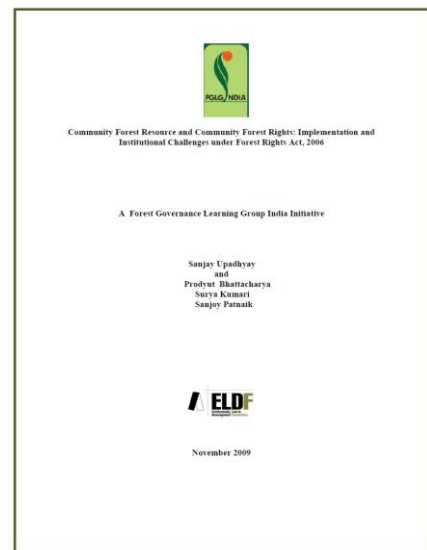 FGLG INDIA
Community Forest Resource and Community Forest Rights: Implementation and
Institutional Challenges under Forest Rights Act, 2006
A Forest Governance Learning Group India Initiative
Sanjay Upadhyay
and
Prodyut Bhattacharya
Surya Kumari
Sanjoy Patnaik
ELDF
November 2009